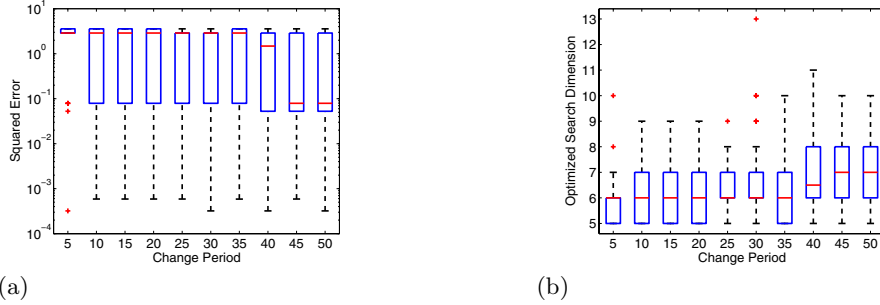 10^1
10^0
10^-1
10^-2
10^-3
10^-4
Squared Error
5 10 15 20 25 30 35 40 45 50
Change Period
(a)
13
12
11
10
9
8
7
6
5
Optimized Search Dimension
5 10 15 20 25 30 35 40 45 50
Change Period
(b)